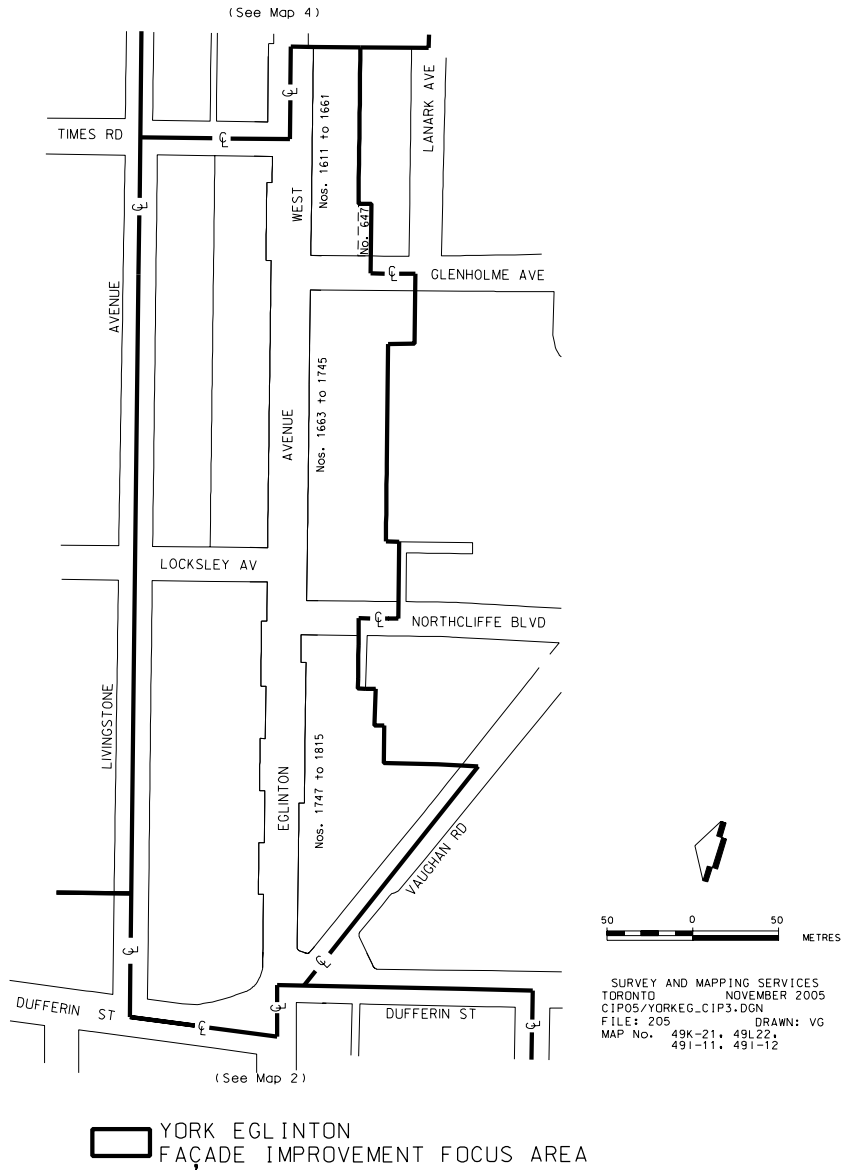 (See Map 4)
TIMES RD
LANARK AVE
Nos. 1611 to 1661
WEST
No. 647
GLENHOLME AVE
AVENUE
AVENUE
Nos. 1663 to 1745
LOCKSLEY AV
NORTHCLIFFE BLVD
LIVINGSTONE
EGLINTON
Nos. 1747 to 1815
VAUGHAN RD
50 0 50
METRES
SURVEY AND MAPPING SERVICES
TORONTO NOVEMBER 2005
CIP05/YORKEG_CIP3.DGN
FILE: 205 DRAWN: VG
MAP No. 49K-21, 49L22,
49I-11, 49I-12
DUFFERIN ST
DUFFERIN ST
(See Map 2)
YORK EGLINTON
FAÇADE IMPROVEMENT FOCUS AREA